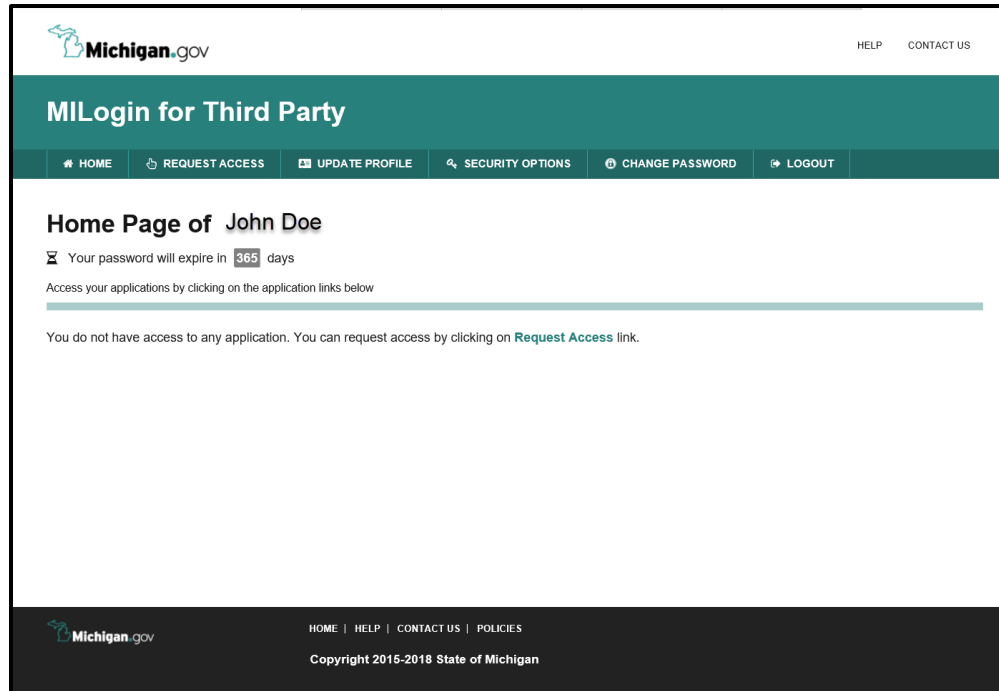 Michigan.gov
HELP CONTACT US
MILogin for Third Party
HOME REQUEST ACCESS UPDATE PROFILE SECURITY OPTIONS CHANGE PASSWORD LOGOUT
Home Page of John Doe
Your password will expire in 365 days
Access your applications by clicking on the application links below
You do not have access to any application. You can request access by clicking on Request Access link.
Michigan.gov
HOME | HELP | CONTACT US | POLICIES
Copyright 2015-2018 State of Michigan